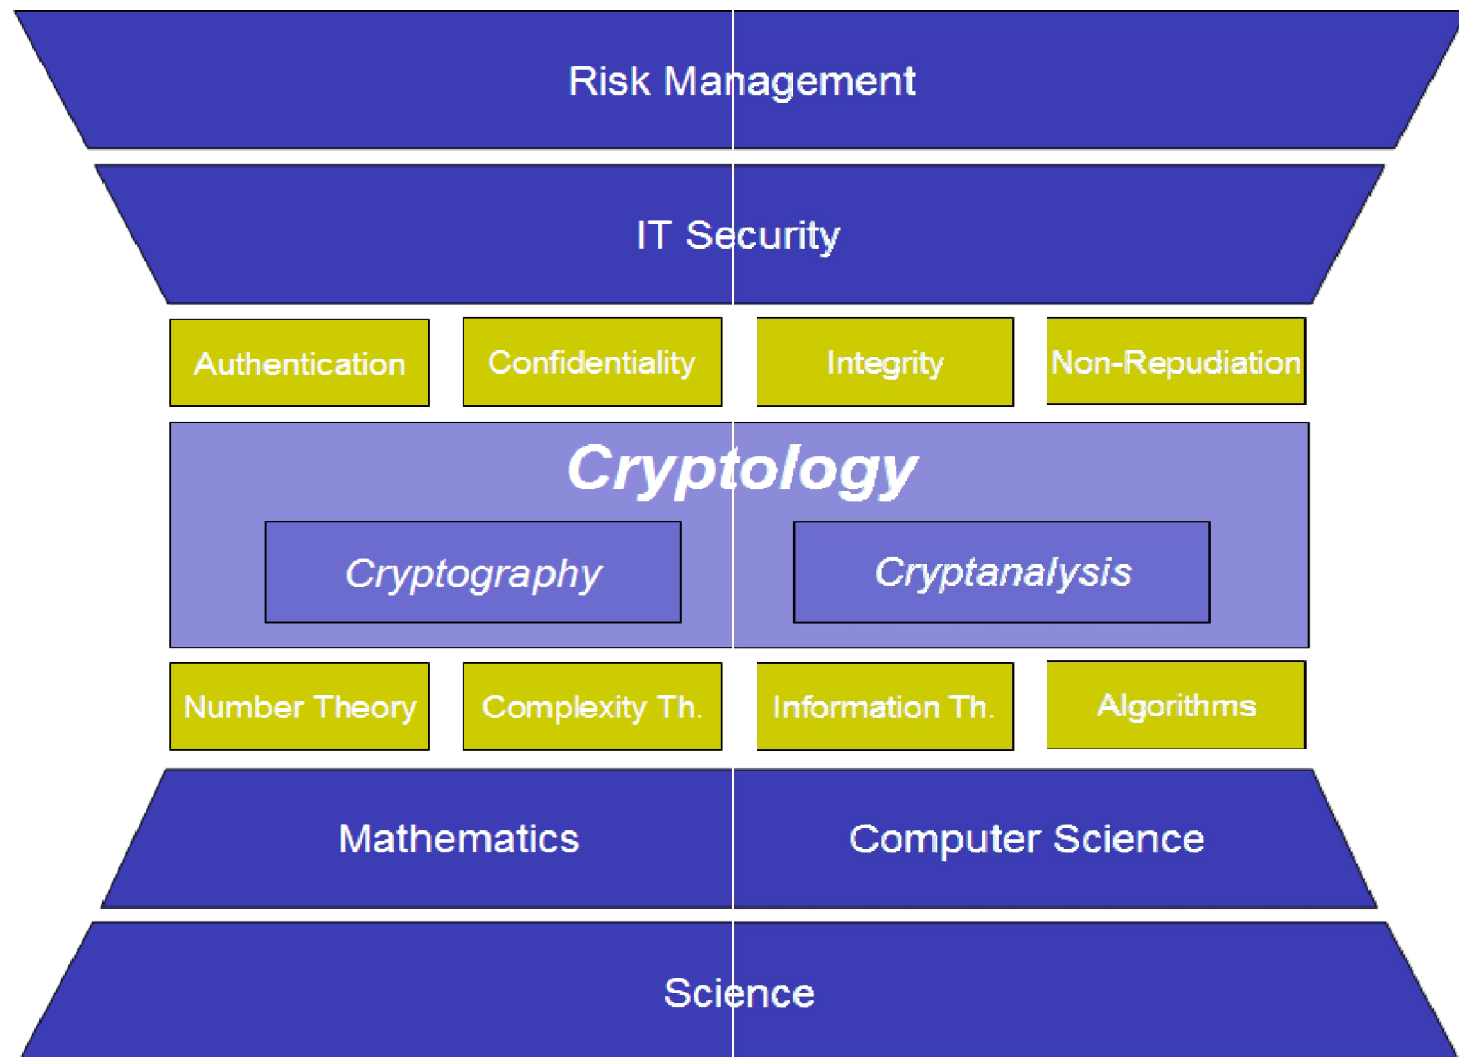 Risk Management
IT Security
Authentication
Confidentiality
Integrity
Non-Repudiation
Cryptology
Cryptography
Cryptanalysis
Number Theory
Complexity Th.
Information Th.
Algorithms
Mathematics
Computer Science
Science